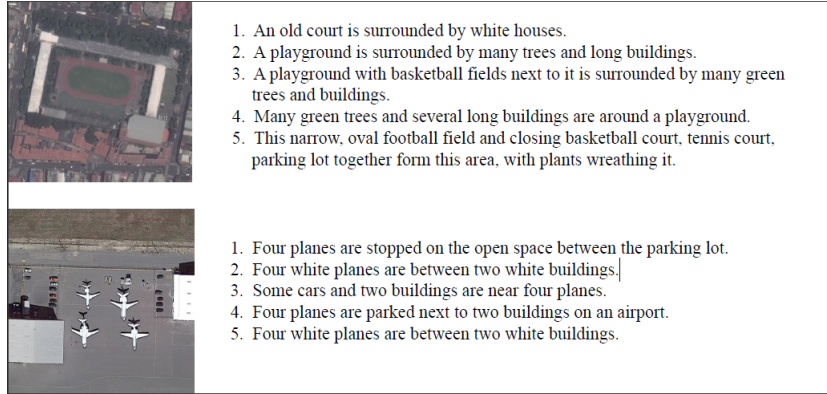 1. An old court is surrounded by white houses.
2. A playground is surrounded by many trees and long buildings.
3. A playground with basketball fields next to it is surrounded by many green
trees and buildings.
4. Many green trees and several long buildings are around a playground.
5. This narrow, oval football field and closing basketball court, tennis court,
parking lot together form this area, with plants wreathing it.
1. Four planes are stopped on the open space between the parking lot.
2. Four white planes are between two white buildings.
3. Some cars and two buildings are near four planes.
4. Four planes are parked next to two buildings on an airport.
5. Four white planes are between two white buildings.